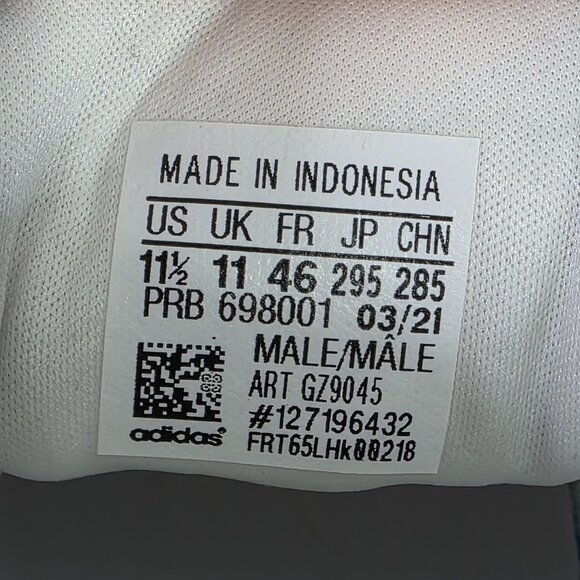 MADE IN INDONESIA
US UK FR JP CHN
11½ 11 46 295 285
PRB 698001 03/21
MALE/MÂLE
ART GZ9045
#127196432
adidas FRT65LHk00218